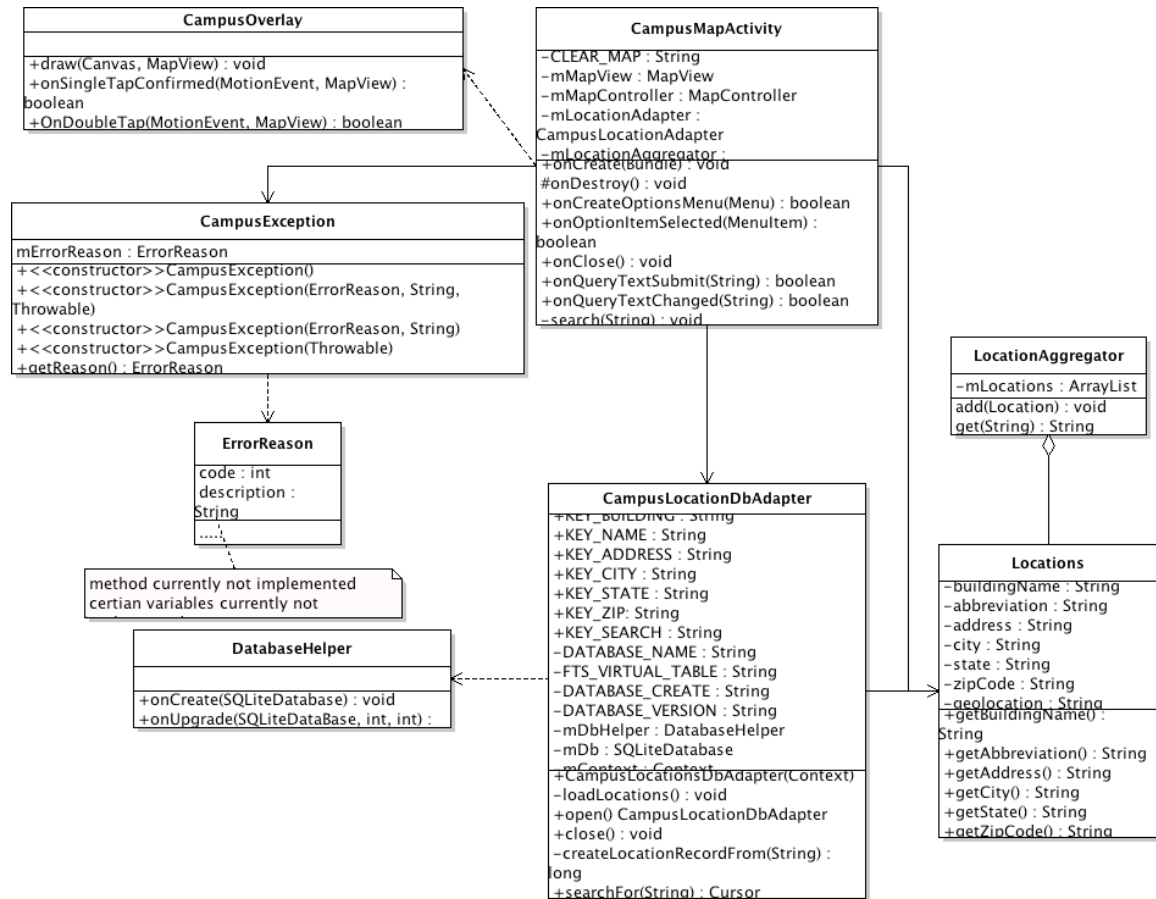 CampusOverlay
+draw(Canvas, MapView) : void
+onSingleTapConfirmed(MotionEvent, MapView) :
boolean
+OnDoubleTap(MotionEvent, MapView) : boolean
CampusMapActivity
-CLEAR_MAP : String
-mMapView : MapView
-mMapController : MapController
-mLocationAdapter :
CampusLocationAdapter
-mLocationAggregator :
+onCreate(Bundle) : void
#onDestroy() : void
+onCreateOptionsMenu(Menu) : boolean
+onOptionItemSelected(MenuItem) :
boolean
+onClose() : void
+onQueryTextSubmit(String) : boolean
+onQueryTextChanged(String) : boolean
-search(String) : void
CampusException
mErrorReason : ErrorReason
+<<constructor>>CampusException()
+<<constructor>>CampusException(ErrorReason, String,
Throwable)
+<<constructor>>CampusException(ErrorReason, String)
+<<constructor>>CampusException(Throwable)
+getReason() : ErrorReason
LocationAggregator
-mLocations : ArrayList
add(Location) : void
get(String) : String
ErrorReason
code : int
description :
String
.....
method currently not implemented
certian variables currently not
DatabaseHelper
+onCreate(SQLiteDatabase) : void
+onUpgrade(SQLiteDataBase, int, int) :
CampusLocationDbAdapter
+KEY_BUILDING : String
+KEY_NAME : String
+KEY_ADDRESS : String
+KEY_CITY : String
+KEY_STATE : String
+KEY_ZIP: String
+KEY_SEARCH : String
-DATABASE_NAME : String
-FTS_VIRTUAL_TABLE : String
-DATABASE_CREATE : String
-DATABASE_VERSION : String
-mDbHelper : DatabaseHelper
-mDb : SQLiteDatabase
-mContext : Context
+CampusLocationsDbAdapter(Context)
-loadLocations() : void
+open() CampusLocationDbAdapter
+close() : void
-createLocationRecordFrom(String) :
long
+searchFor(String) : Cursor
Locations
-buildingName : String
-abbreviation : String
-address : String
-city : String
-state : String
-zipCode : String
-geolocation : String
+getBuildingName() :
String
+getAbbreviation() : String
+getAddress() : String
+getCity() : String
+getState() : String
+getZipCode() : String